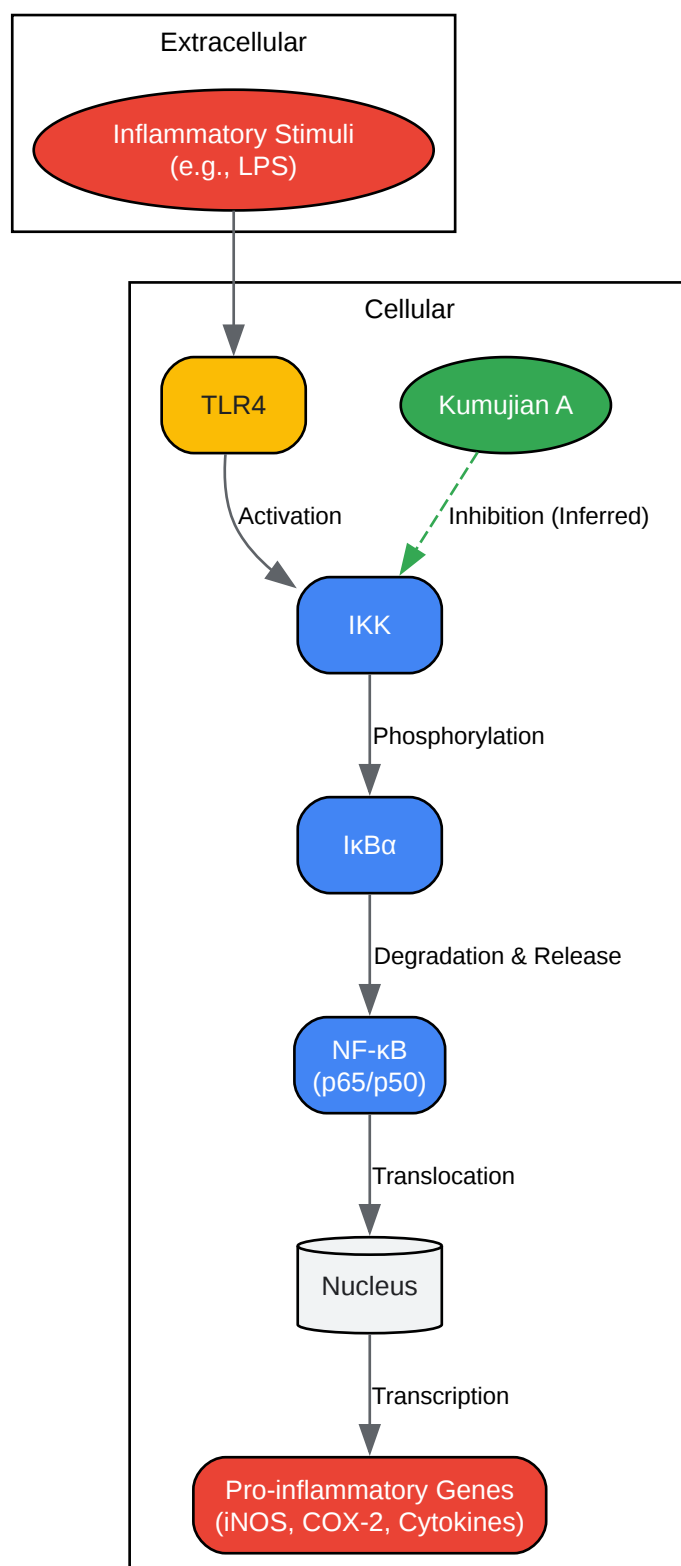 Extracellular
Inflammatory Stimuli
(e.g., LPS)
Cellular
TLR4
Kumujian A
Activation
Inhibition (Inferred)
IKK
Phosphorylation
IκBα
Degradation & Release
NF-κB
(p65/p50)
Translocation
Nucleus
Transcription
Pro-inflammatory Genes
(iNOS, COX-2, Cytokines)